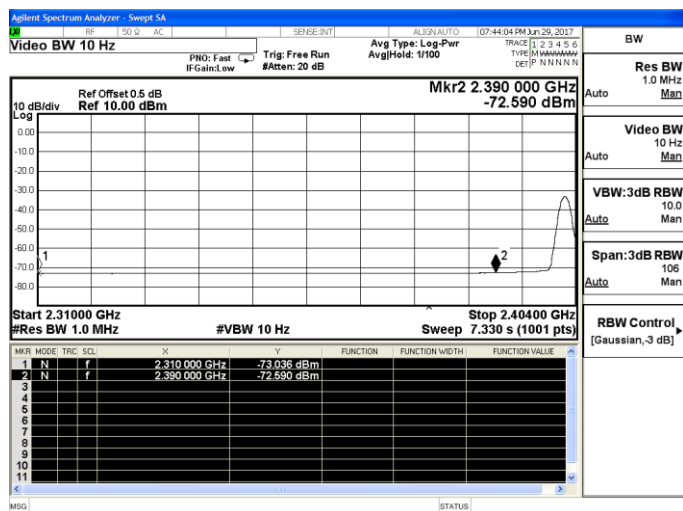 Agilent Spectrum Analyzer - Swept SA
RF 50 Ω AC SENSE:INT ALIGN AUTO 07:44:04 PM Jun 29, 2017
Video BW 10 Hz
PNO: Fast
IFGain:Low
Trig: Free Run
#Atten: 20 dB
Avg Type: Log-Pwr
Avg|Hold: 1/100
TRACE 1 2 3 4 5 6
TYPE M
DET P N N N N N
Ref Offset 0.5 dB
10 dB/div Ref 10.00 dBm
Log
Mkr2 2.390 000 GHz
-72.590 dBm
0.00
-10.0
-20.0
-30.0
-40.0
-50.0
-60.0
-70.0
-80.0
1
2
Start 2.31000 GHz Stop 2.40400 GHz
#Res BW 1.0 MHz #VBW 10 Hz Sweep 7.330 s (1001 pts)
MKR MODE TRC SCL X Y FUNCTION FUNCTION WIDTH FUNCTION VALUE
1 N f 2.310 000 GHz -73.036 dBm
2 N f 2.390 000 GHz -72.590 dBm
3
4
5
6
7
8
9
10
11
MSG STATUS
BW
Res BW
1.0 MHz
Auto Man
Video BW
10 Hz
Auto Man
VBW:3dB RBW
10.0
Auto Man
Span:3dB RBW
106
Auto Man
RBW Control
[Gaussian,-3 dB]